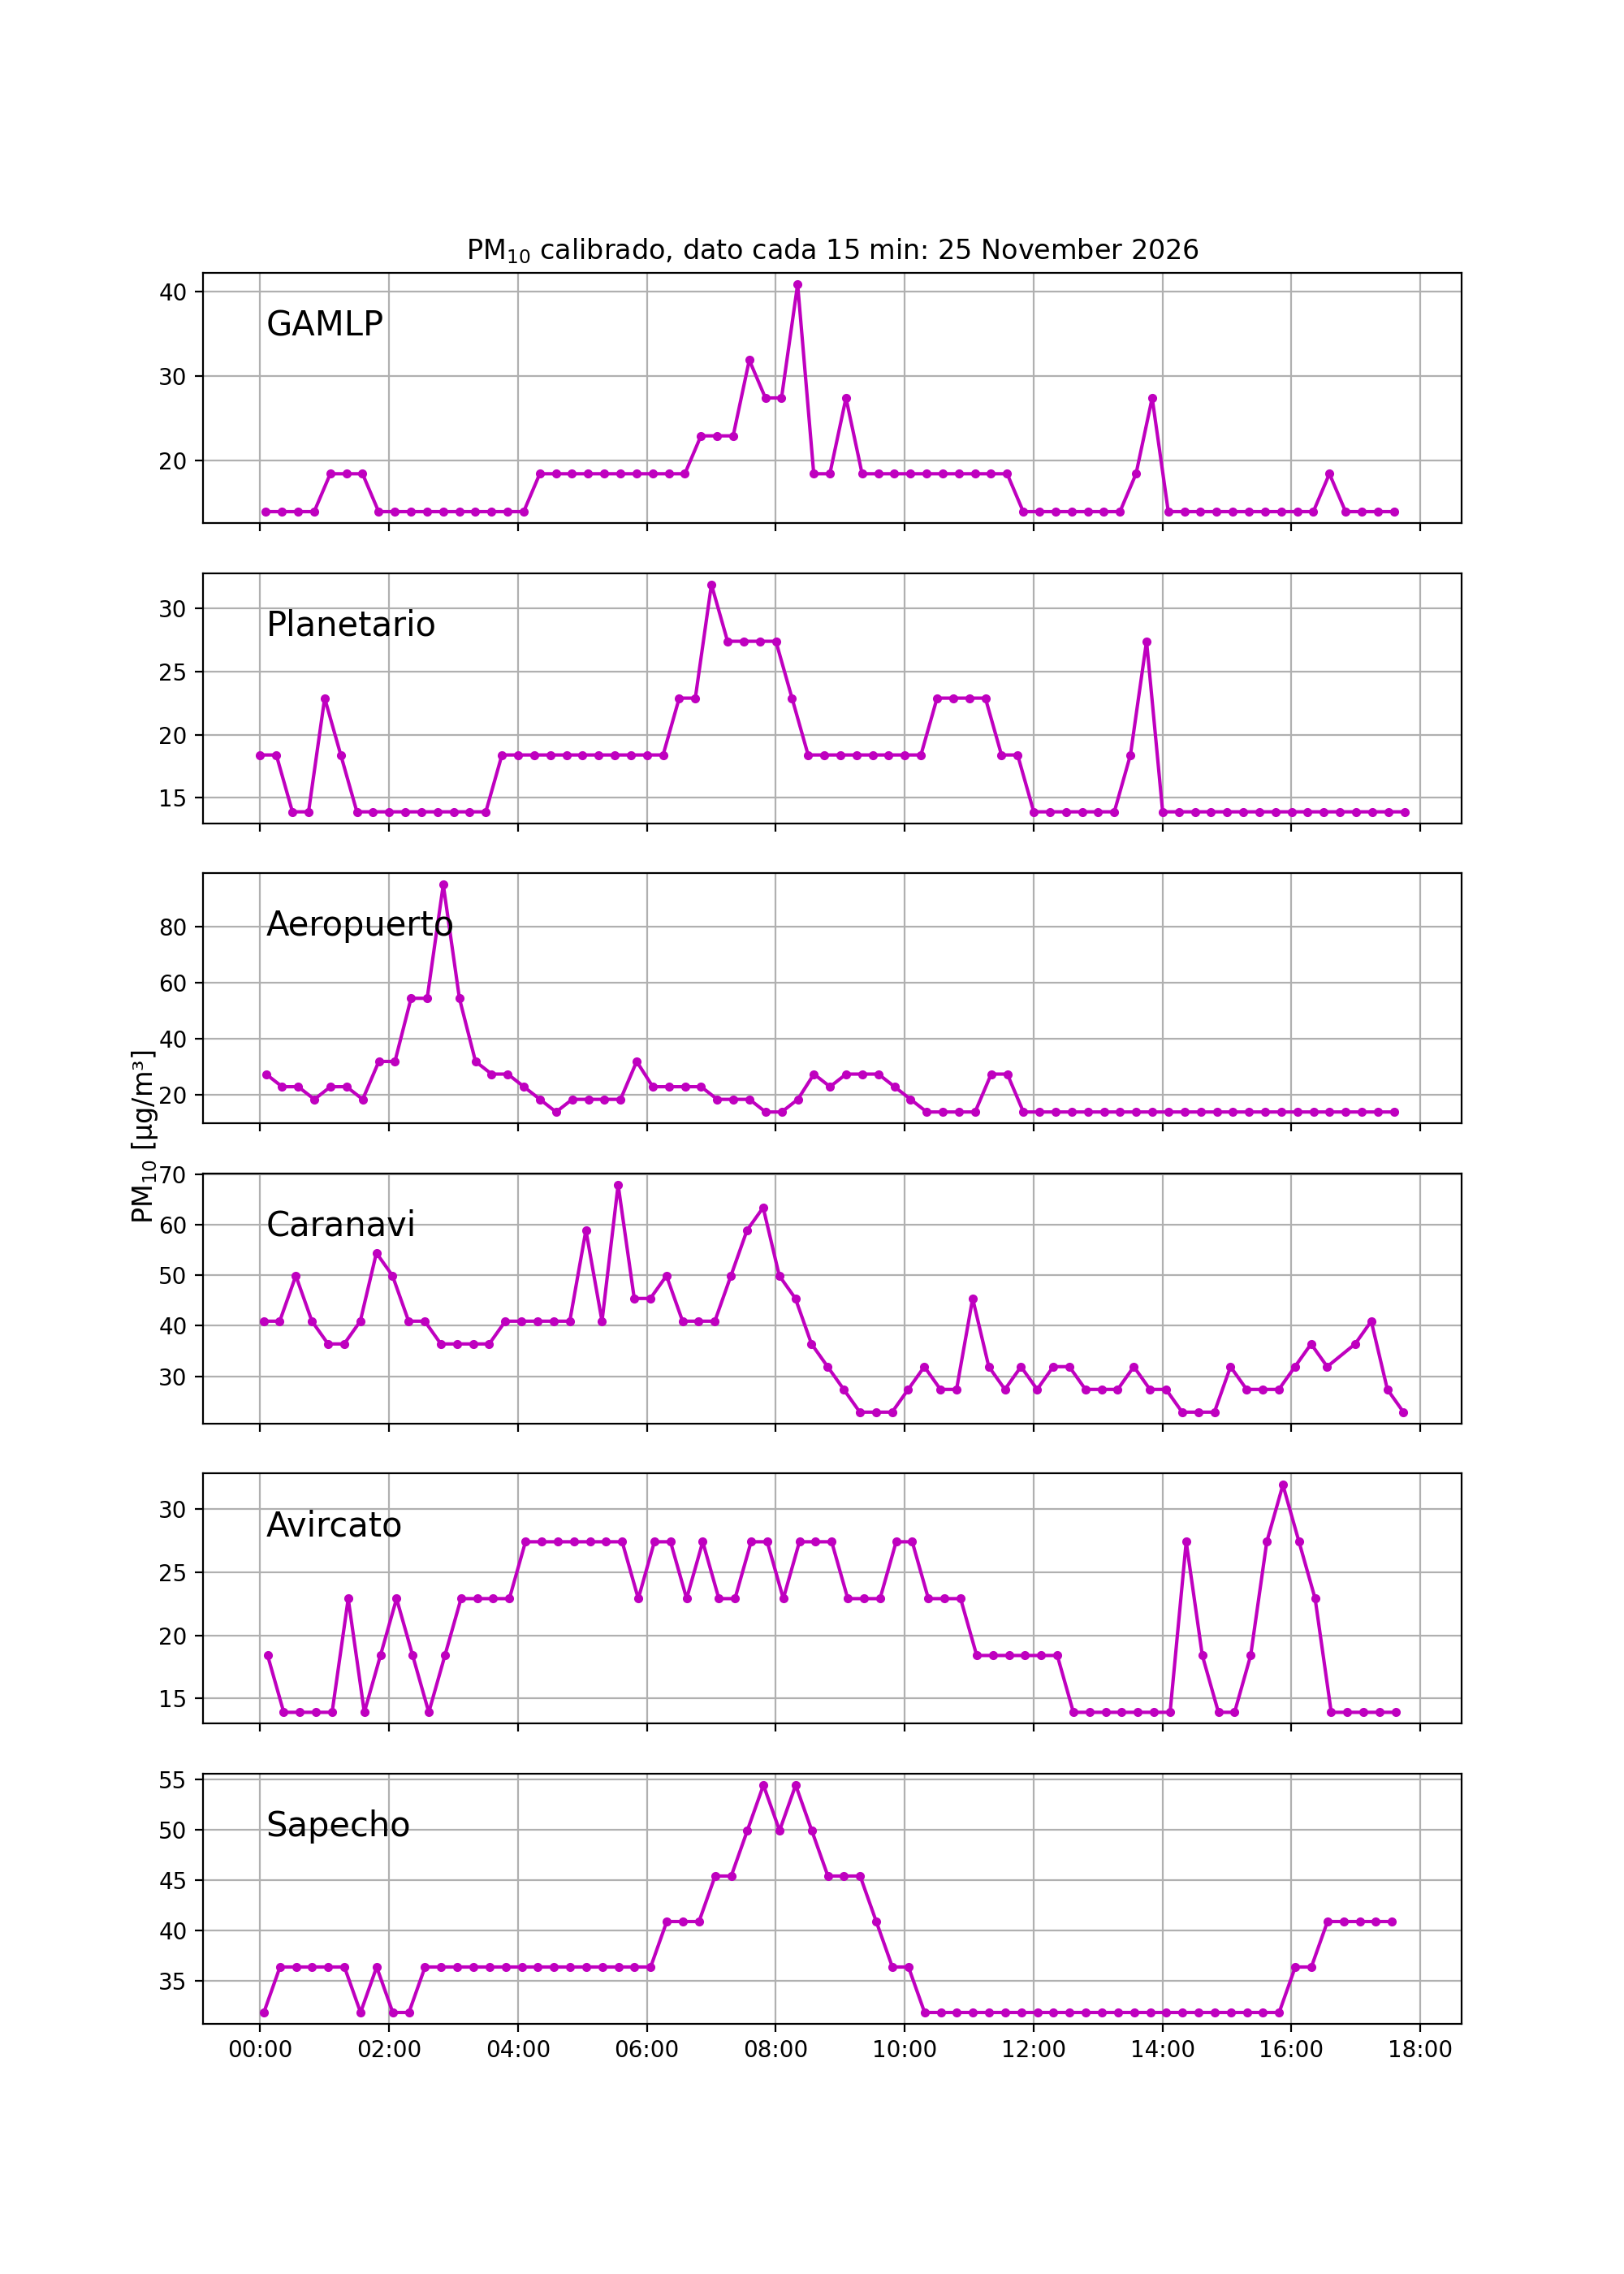 PM₁₀ calibrado, dato cada 15 min: 25 November 2026
GAMLP
40
30
20
Planetario
30
25
20
15
Aeropuerto
80
60
40
20
PM₁₀ [µg/m³]
Caranavi
70
60
50
40
30
Avircato
30
25
20
15
Sapecho
55
50
45
40
35
00:00 02:00 04:00 06:00 08:00 10:00 12:00 14:00 16:00 18:00